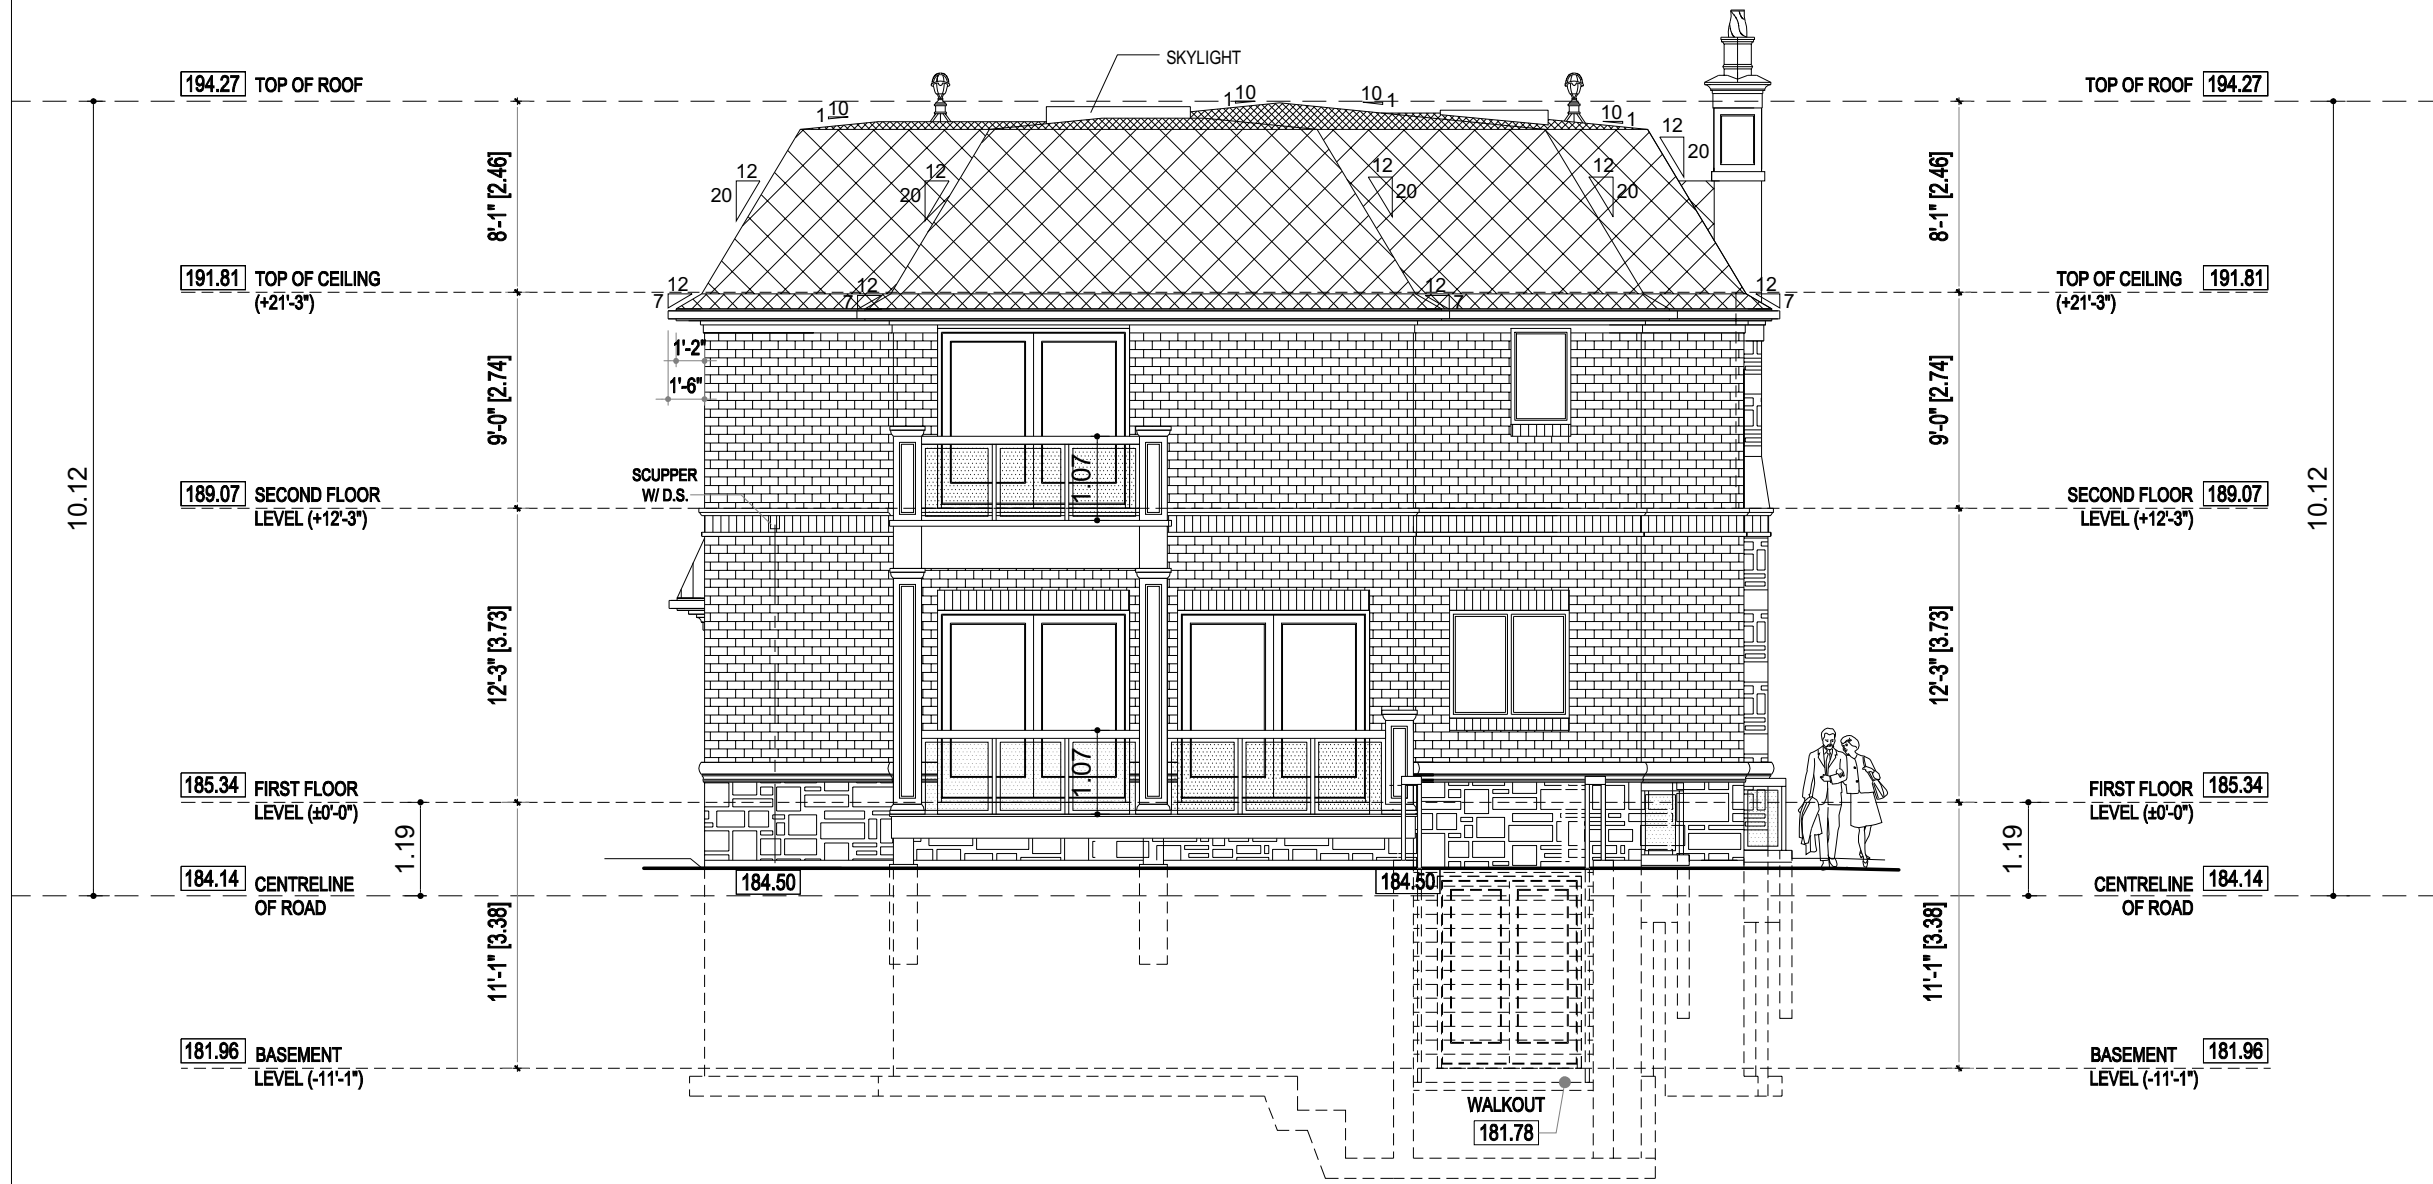 SKYLIGHT
194.27 TOP OF ROOF
TOP OF ROOF 194.27
1 10
1 10
10 1
10 1
12 20
12 20
12 20
12 20
12 20
8'-1" [2.46]
8'-1" [2.46]
191.81 TOP OF CEILING
(+21'-3")
TOP OF CEILING 191.81
(+21'-3")
12 7
12 7
12 7
12 7
1'-2"
1'-6"
9'-0" [2.74]
9'-0" [2.74]
10.12
10.12
SCUPPER
W/ D.S.
1.07
189.07 SECOND FLOOR
LEVEL (+12'-3")
SECOND FLOOR 189.07
LEVEL (+12'-3")
12'-3" [3.73]
12'-3" [3.73]
1.07
185.34 FIRST FLOOR
LEVEL (±0'-0")
FIRST FLOOR 185.34
LEVEL (±0'-0")
1.19
1.19
184.14 CENTRELINE
OF ROAD
184.50
184.50
CENTRELINE 184.14
OF ROAD
11'-1" [3.38]
11'-1" [3.38]
181.96 BASEMENT
LEVEL (-11'-1")
BASEMENT 181.96
LEVEL (-11'-1")
WALKOUT
181.78